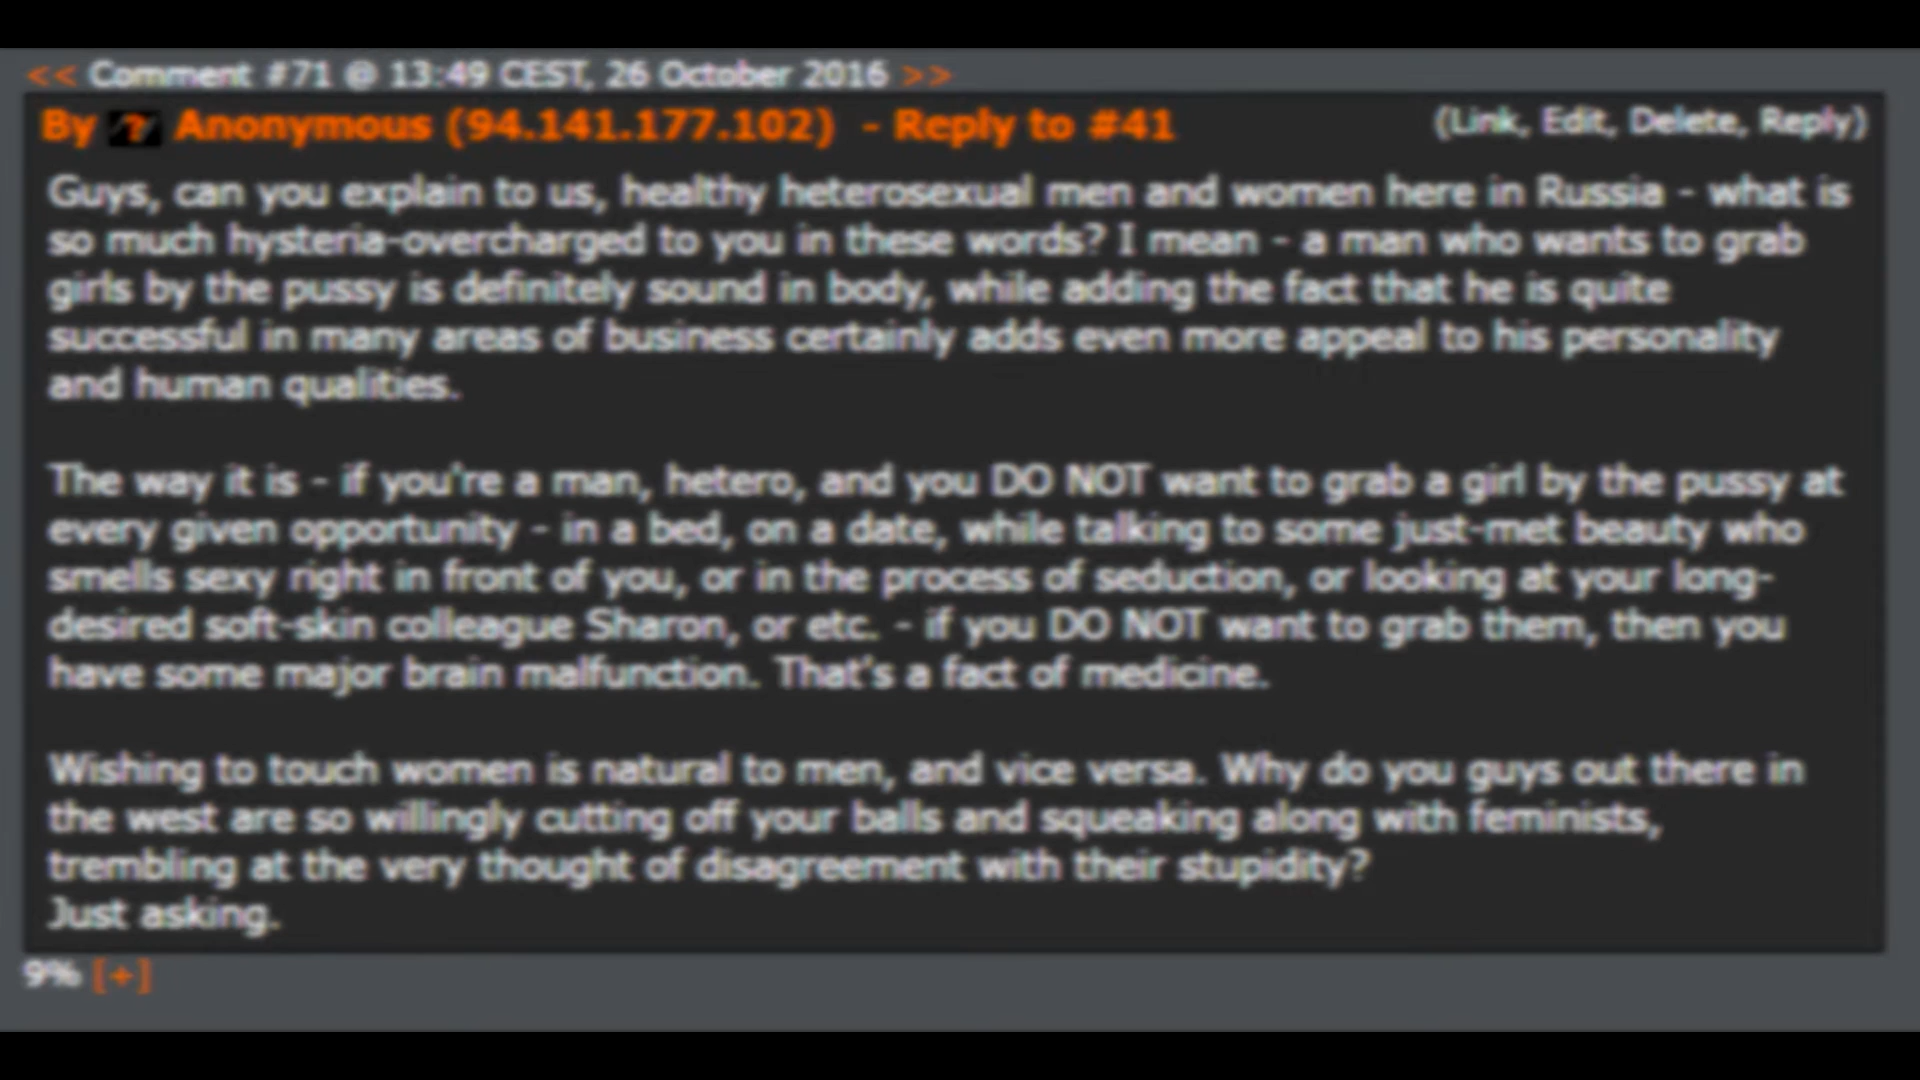 << Comment #71 @ 13:49 CEST, 26 October 2016 >>
By ? Anonymous (94.141.177.102) - Reply to #41 (Link, Edit, Delete, Reply)
Guys, can you explain to us, healthy heterosexual men and women here in Russia - what is
so much hysteria-overcharged to you in these words? I mean - a man who wants to grab
girls by the pussy is definitely sound in body, while adding the fact that he is quite
successful in many areas of business certainly adds even more appeal to his personality
and human qualities.
The way it is - if you're a man, hetero, and you DO NOT want to grab a girl by the pussy at
every given opportunity - in a bed, on a date, while talking to some just-met beauty who
smells sexy right in front of you, or in the process of seduction, or looking at your long-
desired soft-skin colleague Sharon, or etc. - if you DO NOT want to grab them, then you
have some major brain malfunction. That's a fact of medicine.
Wishing to touch women is natural to men, and vice versa. Why do you guys out there in
the west are so willingly cutting off your balls and squeaking along with feminists,
trembling at the very thought of disagreement with their stupidity?
Just asking.
9% [+]